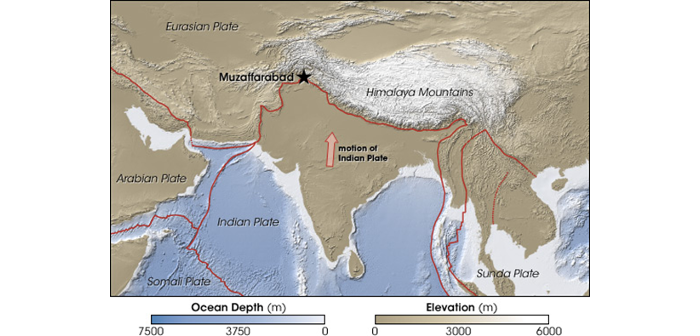 Eurasian Plate
Muzaffarabad
Himalaya Mountains
motion of
Indian Plate
Arabian Plate
Indian Plate
Somali Plate
Sunda Plate
Ocean Depth (m)
7500 3750 0
Elevation (m)
0 3000 6000